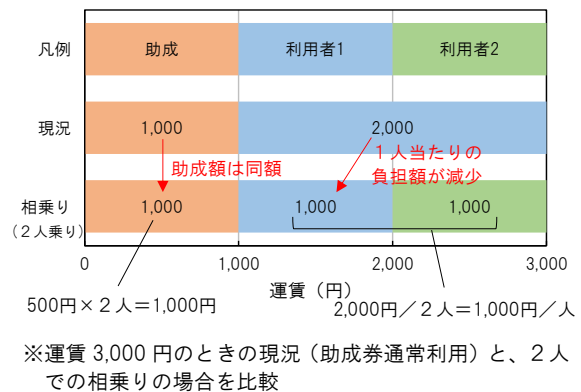 凡例
助成
利用者1
利用者2
現況
1,000
2,000
助成額は同額
1人当たりの
負担額が減少
相乗り
(2人乗り)
1,000
1,000
1,000
0
1,000
2,000
3,000
運賃(円)
500円×2人=1,000円
2,000円/2人=1,000円/人
※運賃 3,000 円のときの現況(助成券通常利用)と、2人
での相乗りの場合を比較